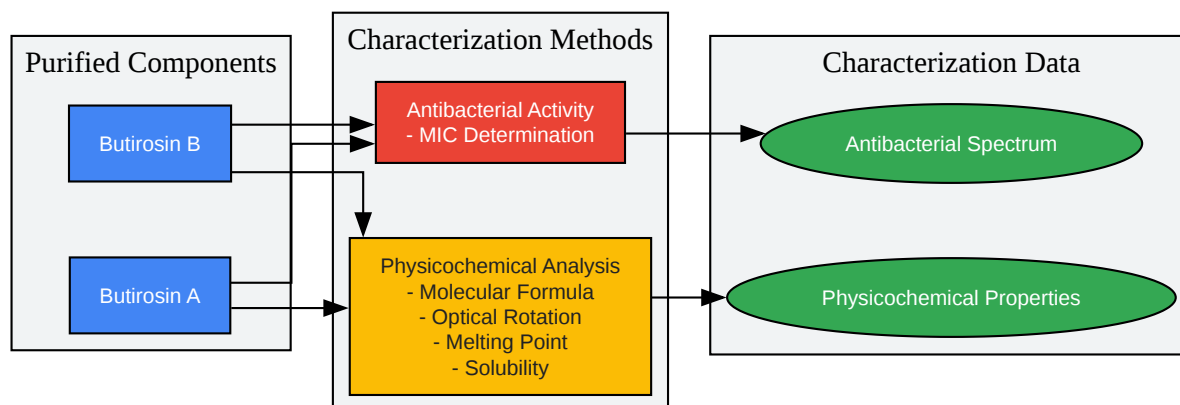 Purified Components
Butirosin B
Butirosin A
Characterization Methods
Antibacterial Activity
- MIC Determination
Physicochemical Analysis
- Molecular Formula
- Optical Rotation
- Melting Point
- Solubility
Characterization Data
Antibacterial Spectrum
Physicochemical Properties